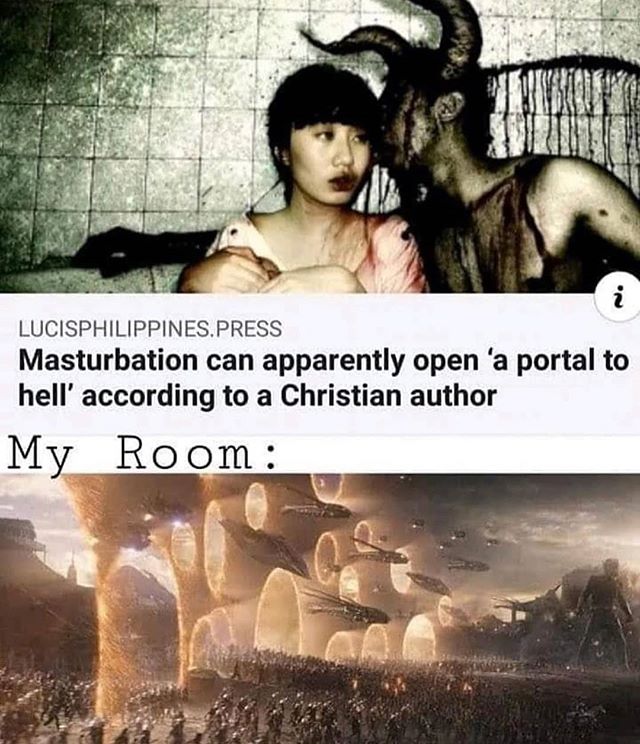 i
LUCISPHILIPPINES.PRESS
Masturbation can apparently open ‘a portal to
hell’ according to a Christian author
My Room: